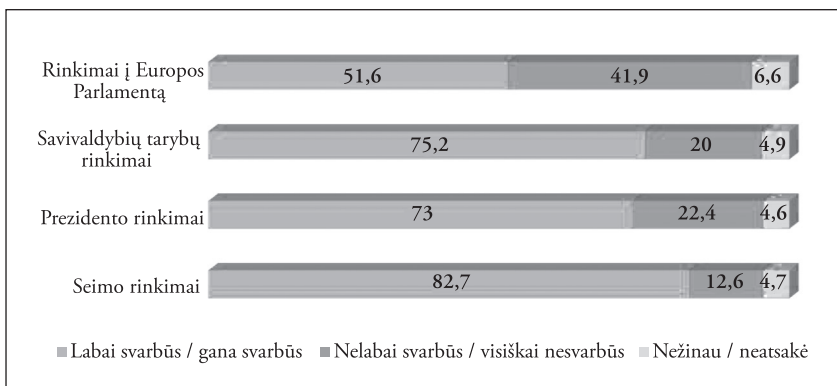 Rinkimai į Europos
Parlamentą
51,6 41,9 6,6
Savivaldybių tarybų
rinkimai
75,2 20 4,9
Prezidento rinkimai
73 22,4 4,6
Seimo rinkimai
82,7 12,6 4,7
Labai svarbūs / gana svarbūs Nelabai svarbūs / visiškai nesvarbūs Nežinau / neatsakė